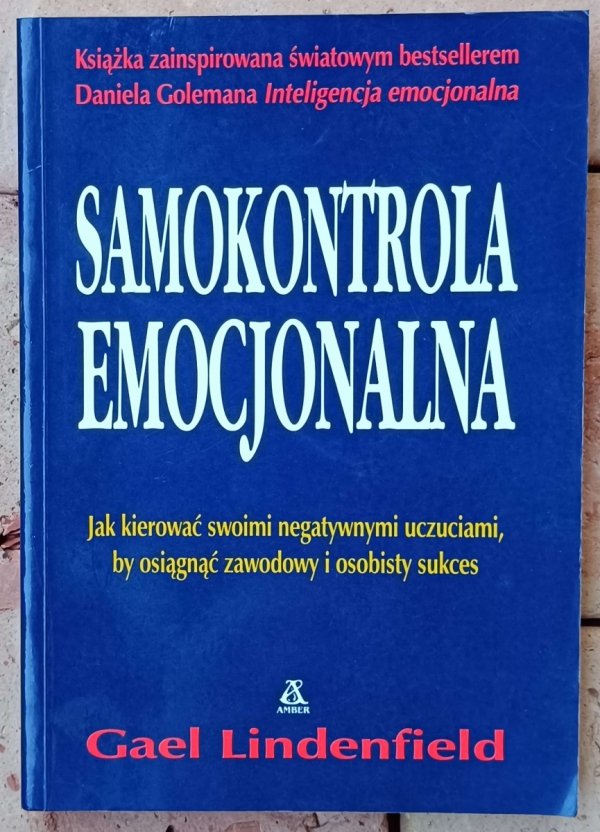 Książka zainspirowana światowym bestsellerem
Daniela Golemana Inteligencja emocjonalna
SAMOKONTROLA
EMOCJONALNA
Jak kierować swoimi negatywnymi uczuciami,
by osiągnąć zawodowy i osobisty sukces
AMBER
Gael Lindenfield